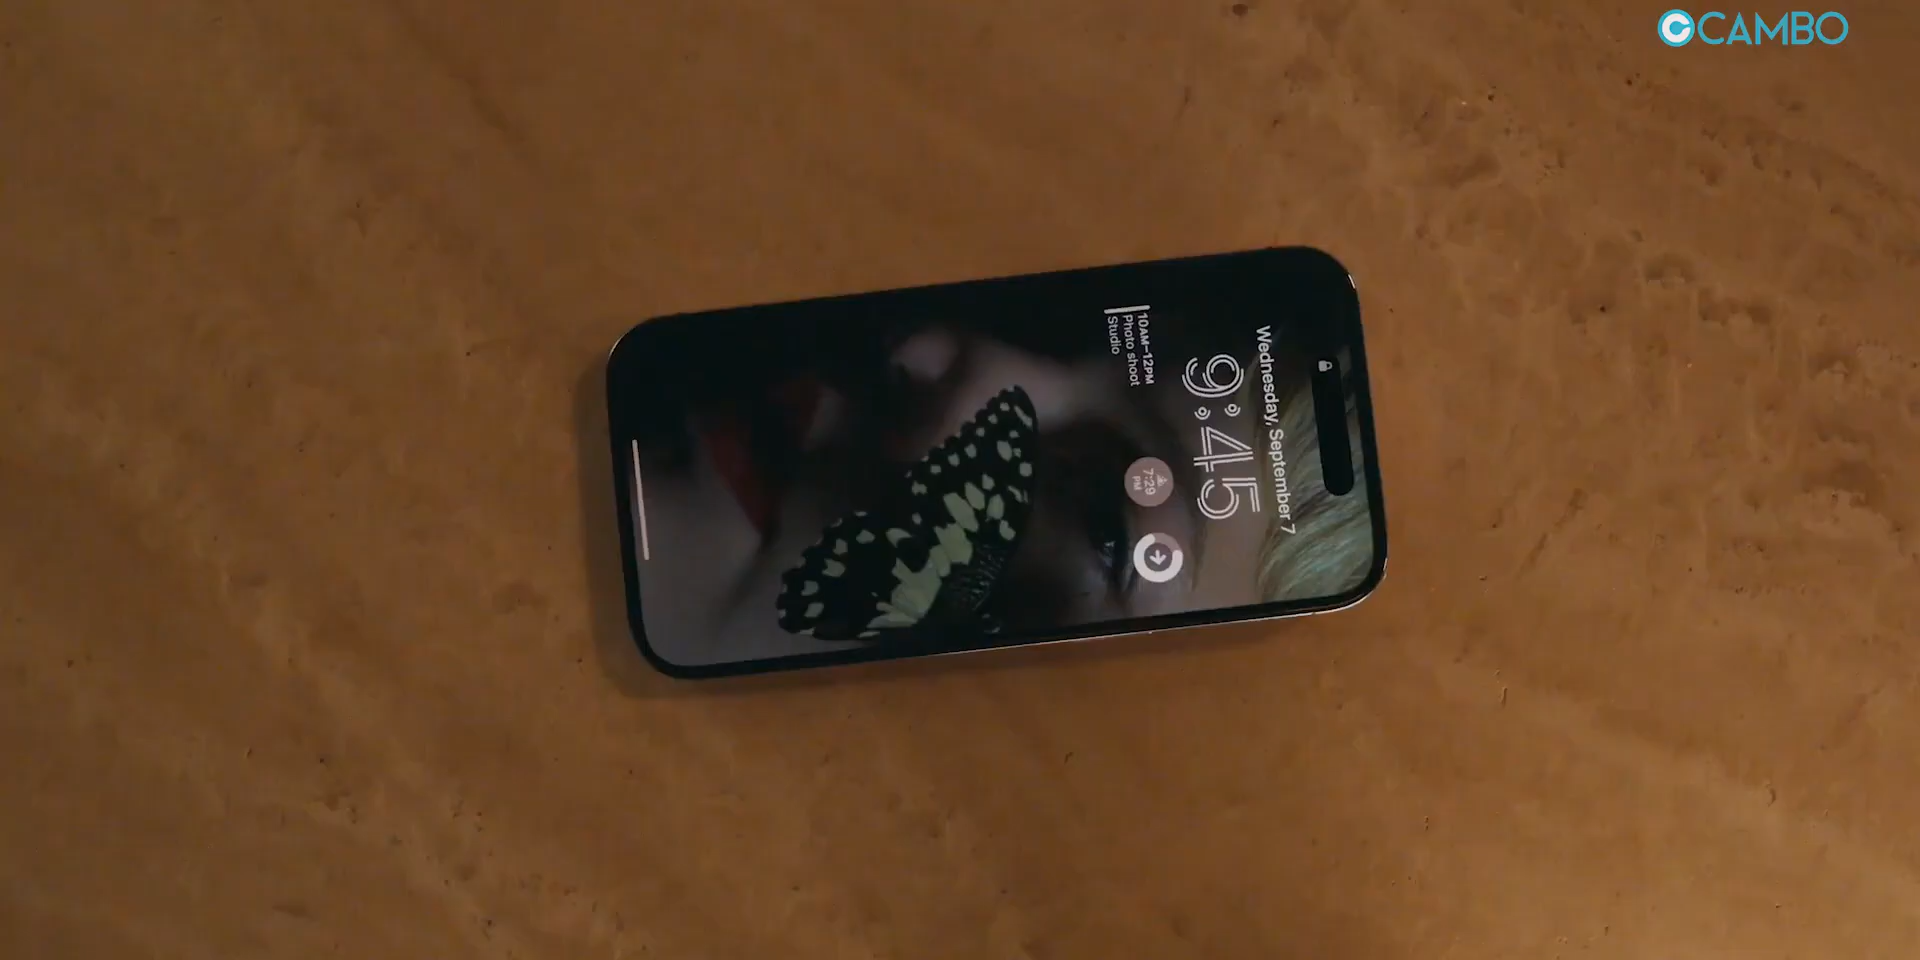 CAMBO
Wednesday, September 7
9:45
10AM–12PM
Photo shoot
Studio
7:29
PM